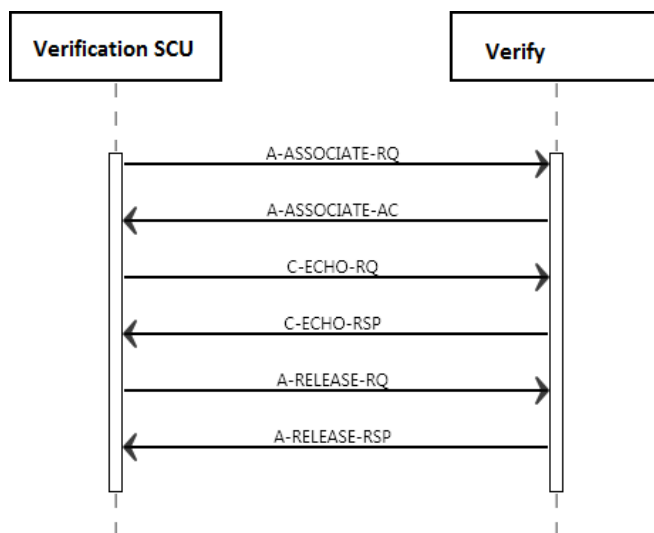 Verification SCU
Verify
A-ASSOCIATE-RQ
A-ASSOCIATE-AC
C-ECHO-RQ
C-ECHO-RSP
A-RELEASE-RQ
A-RELEASE-RSP